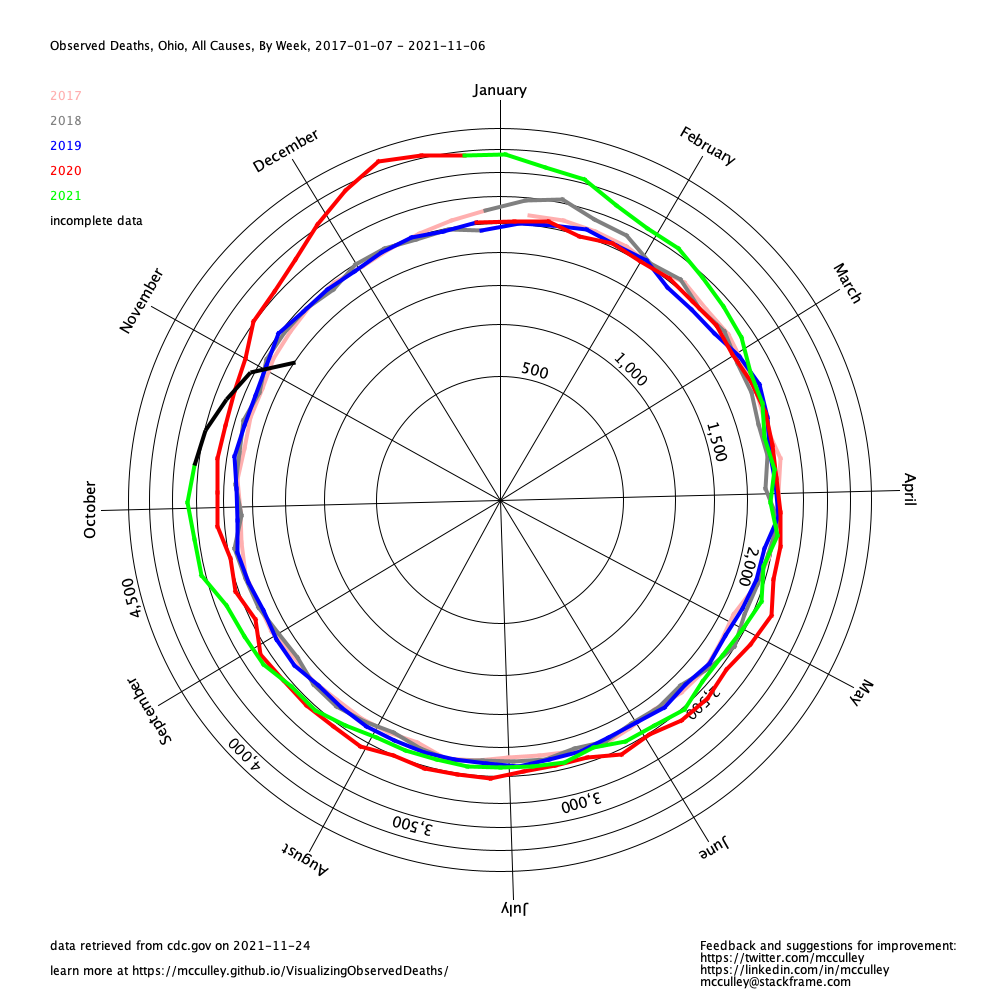 Observed Deaths, Ohio, All Causes, By Week, 2017-01-07 - 2021-11-06
2017
2018
2019
2020
2021
incomplete data
January
February
March
April
May
June
July
August
September
October
November
December
500
1,000
1,500
2,000
2,500
3,000
3,500
4,000
4,500
data retrieved from cdc.gov on 2021-11-24
learn more at https://mcculley.github.io/VisualizingObservedDeaths/
Feedback and suggestions for improvement:
https://twitter.com/mcculley
https://linkedin.com/in/mcculley
mcculley@stackframe.com